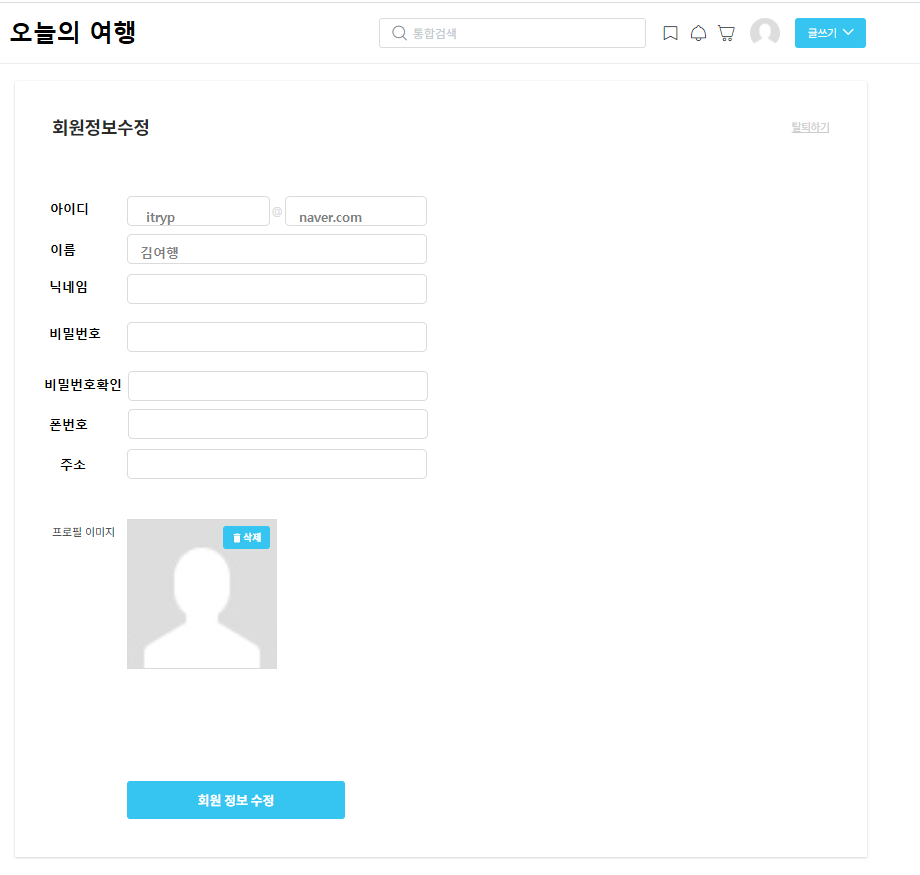 오늘의 여행
통합검색
글쓰기
회원정보수정
탈퇴하기
아이디 itryp @ naver.com
이름 김여행
닉네임
비밀번호
비밀번호확인
폰번호
주소
프로필 이미지
삭제
회원 정보 수정